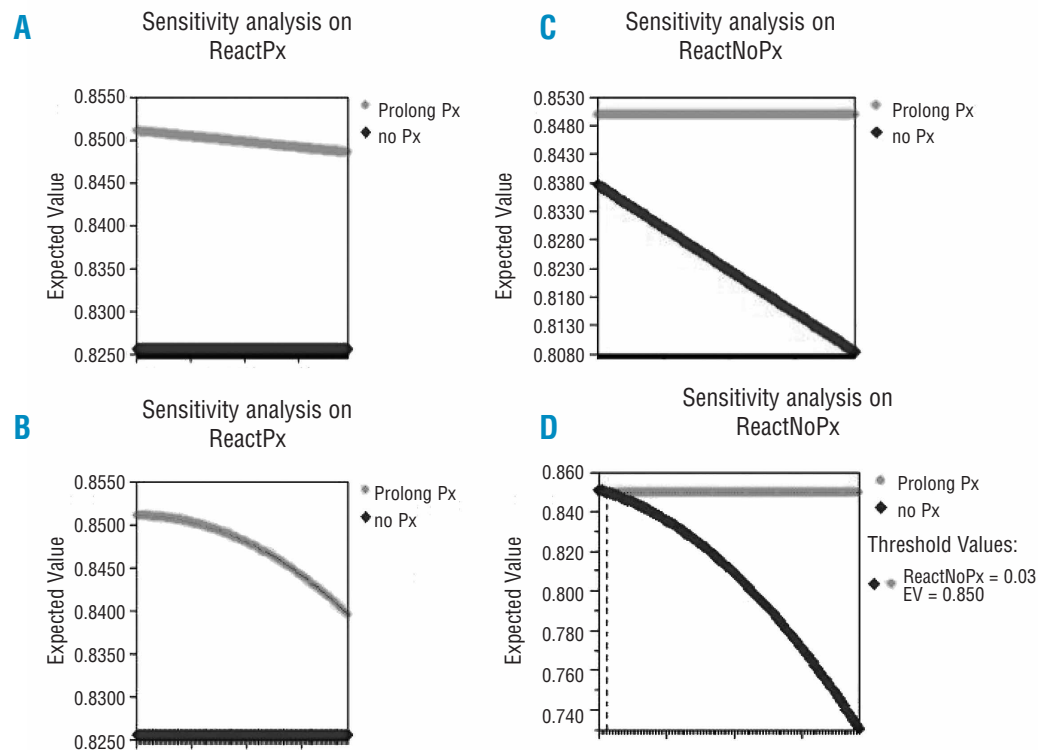 A
Sensitivity analysis on
ReactPx
Expected Value
0.8550
0.8500
0.8450
0.8400
0.8350
0.8300
0.8250
Prolong Px
no Px
C
Sensitivity analysis on
ReactNoPx
Expected Value
0.8530
0.8480
0.8430
0.8380
0.8330
0.8280
0.8230
0.8180
0.8130
0.8080
Prolong Px
no Px
B
Sensitivity analysis on
ReactPx
Expected Value
0.8550
0.8500
0.8450
0.8400
0.8350
0.8300
0.8250
Prolong Px
no Px
D
Sensitivity analysis on
ReactNoPx
Expected Value
0.860
0.840
0.820
0.800
0.780
0.760
0.740
Prolong Px
no Px
Threshold Values:
ReactNoPx = 0.03
EV = 0.850